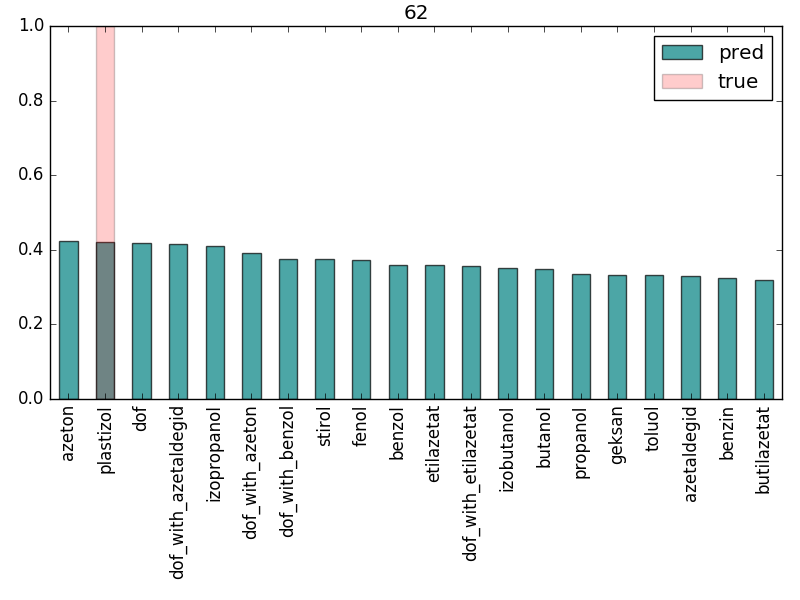 62
1.0
0.8
0.6
0.4
0.2
0.0
pred
true
azeton
plastizol
dof
dof_with_azetaldegid
izopropanol
dof_with_azeton
dof_with_benzol
stirol
fenol
benzol
etilazetat
dof_with_etilazetat
izobutanol
butanol
propanol
geksan
toluol
azetaldegid
benzin
butilazetat